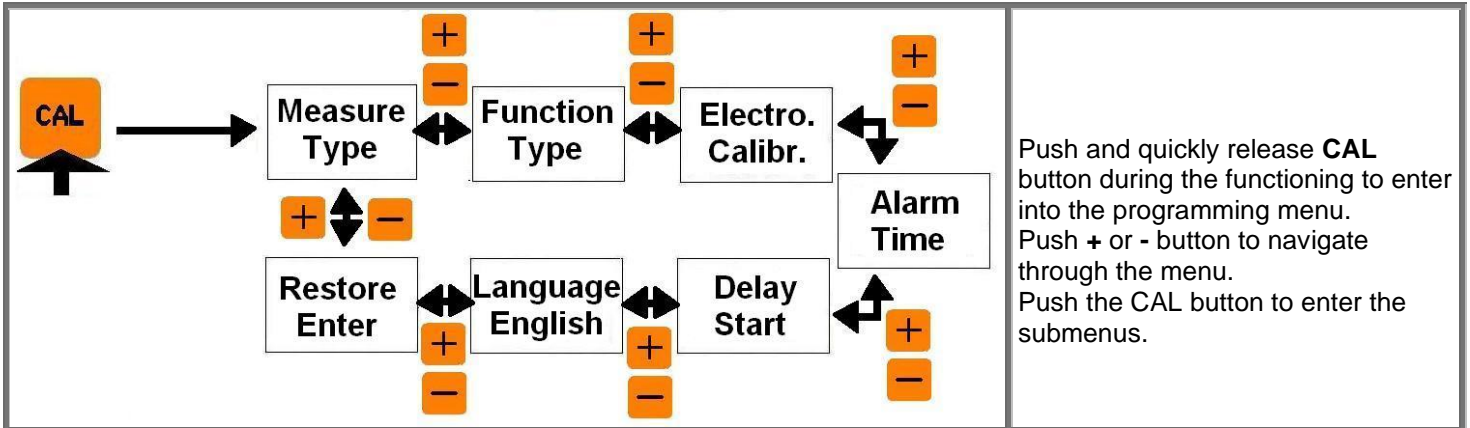 +
+
+
−
−
−
CAL
Measure
Type
Function
Type
Electro.
Calibr.
Alarm
Time
+ −
Restore
Enter
Language
English
Delay
Start
+
+
+
−
−
−
Push and quickly release CAL
button during the functioning to enter
into the programming menu.
Push + or - button to navigate
through the menu.
Push the CAL button to enter the
submenus.